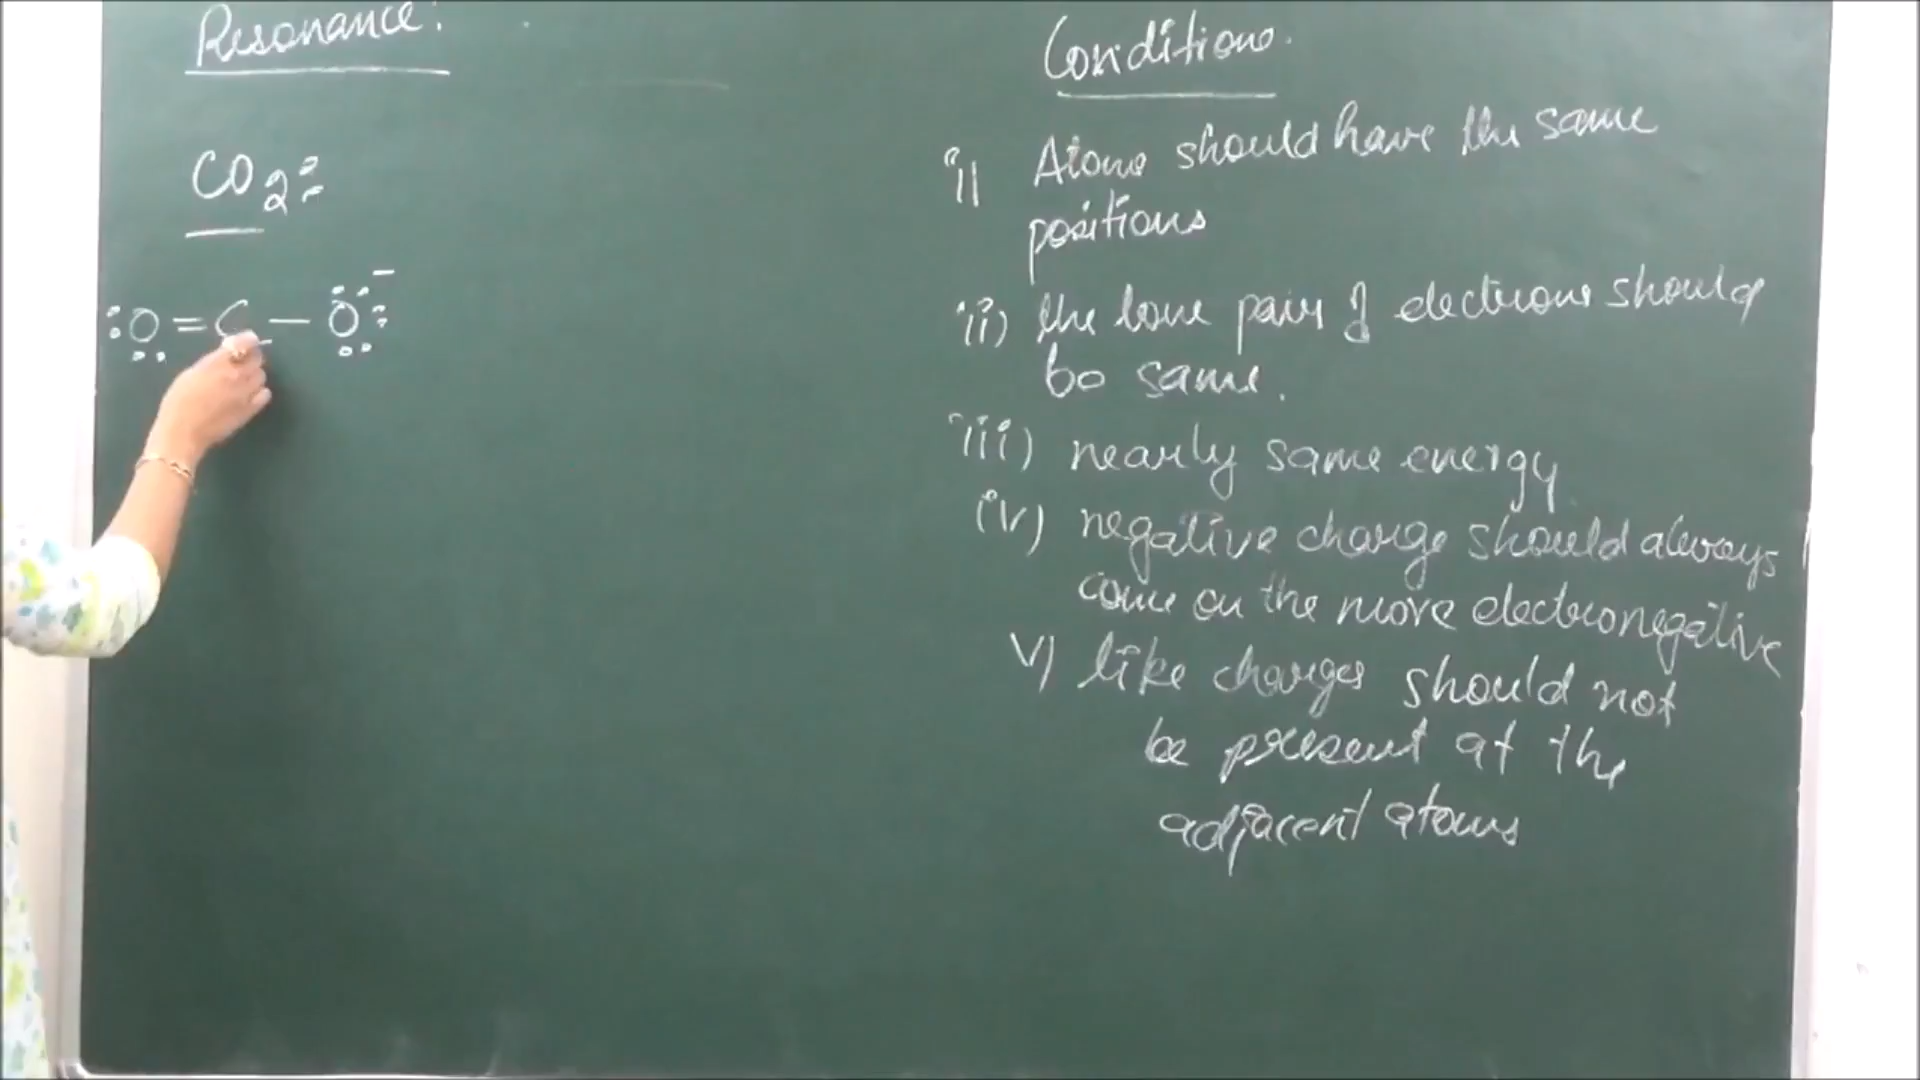 Resonance:
CO2:
:O = C — O:
Conditions.
i) Atoms should have the same
positions
ii) the lone pair of electrons should
be same.
iii) nearly same energy
iv) negative charge should always
come on the more electronegative
v) like charges should not
be present at the
adjacent atoms